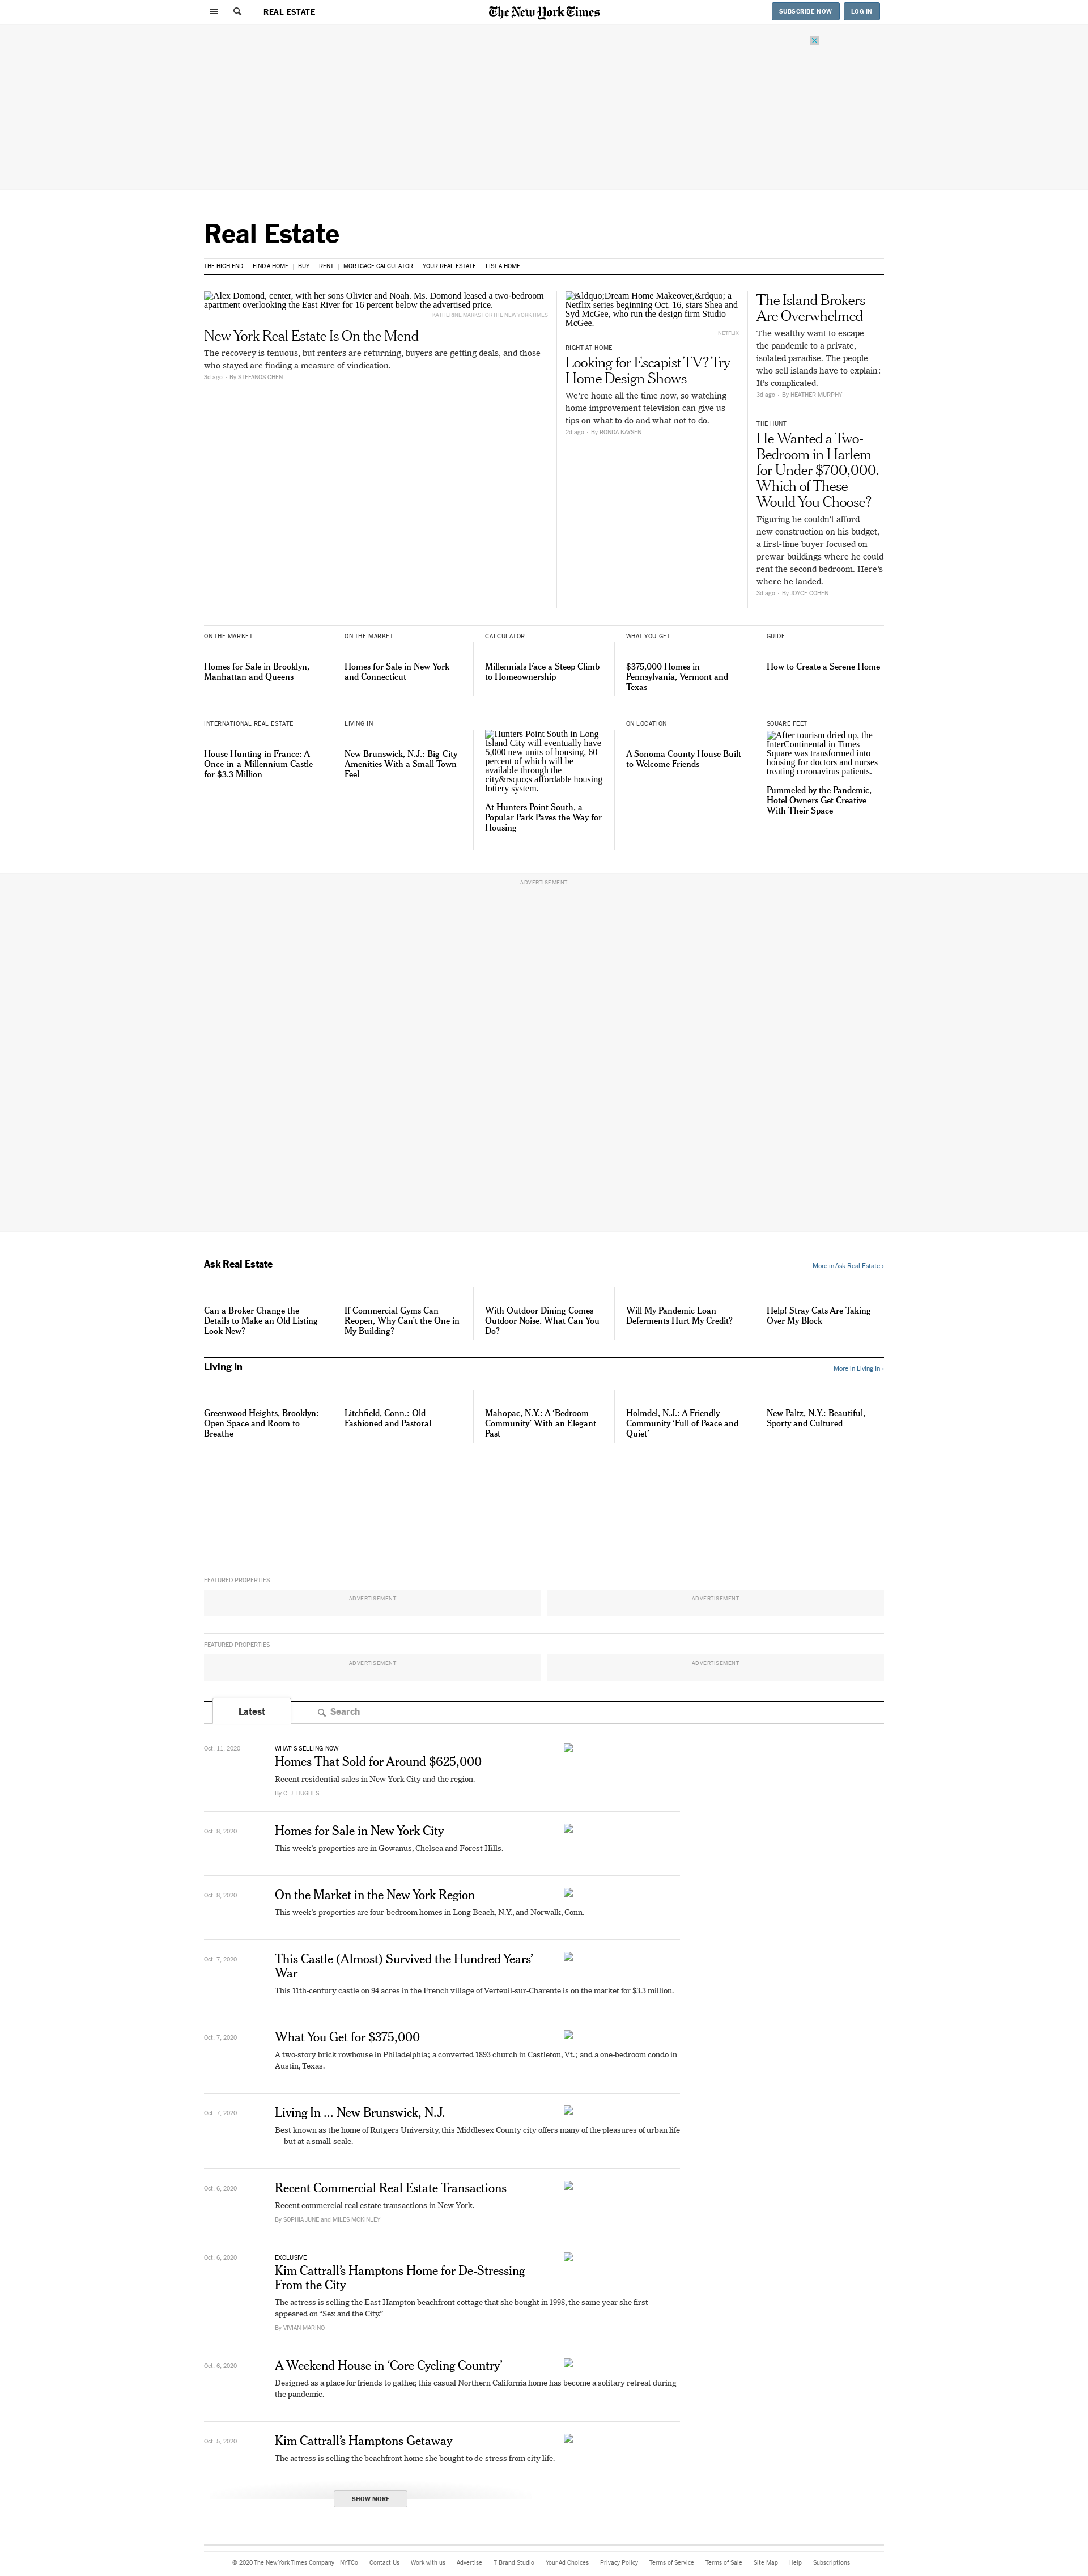 REAL ESTATE
The New York Times
SUBSCRIBE NOW
LOG IN
Real Estate
THE HIGH END | FIND A HOME | BUY | RENT | MORTGAGE CALCULATOR | YOUR REAL ESTATE | LIST A HOME
Alex Domond, center, with her sons Olivier and Noah. Ms. Domond leased a two-bedroom
apartment overlooking the East River for 16 percent below the advertised price.
KATHERINE MARKS FOR THE NEW YORK TIMES
New York Real Estate Is On the Mend
The recovery is tenuous, but renters are returning, buyers are getting deals, and those
who stayed are finding a measure of vindication.
3d ago • By STEFANOS CHEN
&ldquo;Dream Home
Makeover,&rdquo; a
Netflix series beginning Oct. 16, stars Shea and
Syd McGee, who run the design firm Studio
McGee.
NETFLIX
RIGHT AT HOME
Looking for Escapist TV? Try
Home Design Shows
We're home all the time now, so watching
home improvement television can give us
tips on what to do and what not to do.
2d ago • By RONDA KAYSEN
The Island Brokers
Are Overwhelmed
The wealthy want to escape
the pandemic to a private,
isolated paradise. The people
who sell islands have to explain:
It's complicated.
3d ago • By HEATHER MURPHY
THE HUNT
He Wanted a Two-
Bedroom in Harlem
for Under $700,000.
Which of These
Would You Choose?
Figuring he couldn't afford
new construction on his budget,
a first-time buyer focused on
prewar buildings where he could
rent the second bedroom. Here's
where he landed.
3d ago • By JOYCE COHEN
ON THE MARKET
Homes for Sale in Brooklyn,
Manhattan and Queens
ON THE MARKET
Homes for Sale in New York
and Connecticut
CALCULATOR
Millennials Face a Steep Climb
to Homeownership
WHAT YOU GET
$375,000 Homes in
Pennsylvania, Vermont and
Texas
GUIDE
How to Create a Serene Home
INTERNATIONAL REAL ESTATE
House Hunting in France: A
Once-in-a-Millennium Castle
for $3.3 Million
LIVING IN
New Brunswick, N.J.: Big-City
Amenities With a Small-Town
Feel
Hunters Point South in Long
Island City will eventually have
5,000 new units of housing, 60
percent of which will be
available through the
city&rsquo;s affordable housing
lottery system.
At Hunters Point South, a
Popular Park Paves the Way for
Housing
ON LOCATION
A Sonoma County House Built
to Welcome Friends
SQUARE FEET
After tourism dried up, the
InterContinental in Times
Square was transformed into
housing for doctors and nurses
treating coronavirus patients.
Pummeled by the Pandemic,
Hotel Owners Get Creative
With Their Space
ADVERTISEMENT
Ask Real Estate
More in Ask Real Estate ›
Can a Broker Change the
Details to Make an Old Listing
Look New?
If Commercial Gyms Can
Reopen, Why Can't the One in
My Building?
With Outdoor Dining Comes
Outdoor Noise. What Can You
Do?
Will My Pandemic Loan
Deferments Hurt My Credit?
Help! Stray Cats Are Taking
Over My Block
Living In
More in Living In ›
Greenwood Heights, Brooklyn:
Open Space and Room to
Breathe
Litchfield, Conn.: Old-
Fashioned and Pastoral
Mahopac, N.Y.: A 'Bedroom
Community' With an Elegant
Past
Holmdel, N.J.: A Friendly
Community 'Full of Peace and
Quiet'
New Paltz, N.Y.: Beautiful,
Sporty and Cultured
FEATURED PROPERTIES
ADVERTISEMENT
ADVERTISEMENT
FEATURED PROPERTIES
ADVERTISEMENT
ADVERTISEMENT
Latest
Search
Oct. 11, 2020
WHAT'S SELLING NOW
Homes That Sold for Around $625,000
Recent residential sales in New York City and the region.
By C. J. HUGHES
Oct. 8, 2020
Homes for Sale in New York City
This week's properties are in Gowanus, Chelsea and Forest Hills.
Oct. 8, 2020
On the Market in the New York Region
This week's properties are four-bedroom homes in Long Beach, N.Y., and Norwalk, Conn.
Oct. 7, 2020
This Castle (Almost) Survived the Hundred Years'
War
This 11th-century castle on 94 acres in the French village of Verteuil-sur-Charente is on the market for $3.3 million.
Oct. 7, 2020
What You Get for $375,000
A two-story brick rowhouse in Philadelphia; a converted 1893 church in Castleton, Vt.; and a one-bedroom condo in
Austin, Texas.
Oct. 7, 2020
Living In ... New Brunswick, N.J.
Best known as the home of Rutgers University, this Middlesex County city offers many of the pleasures of urban life
— but at a small-scale.
Oct. 6, 2020
Recent Commercial Real Estate Transactions
Recent commercial real estate transactions in New York.
By SOPHIA JUNE and MILES MCKINLEY
Oct. 6, 2020
EXCLUSIVE
Kim Cattrall's Hamptons Home for De-Stressing
From the City
The actress is selling the East Hampton beachfront cottage that she bought in 1998, the same year she first
appeared on "Sex and the City."
By VIVIAN MARINO
Oct. 6, 2020
A Weekend House in 'Core Cycling Country'
Designed as a place for friends to gather, this casual Northern California home has become a solitary retreat during
the pandemic.
Oct. 5, 2020
Kim Cattrall's Hamptons Getaway
The actress is selling the beachfront home she bought to de-stress from city life.
SHOW MORE
© 2020 The New York Times Company NYTCo Contact Us Work with us Advertise T Brand Studio Your Ad Choices Privacy Policy Terms of Service Terms of Sale Site Map Help Subscriptions